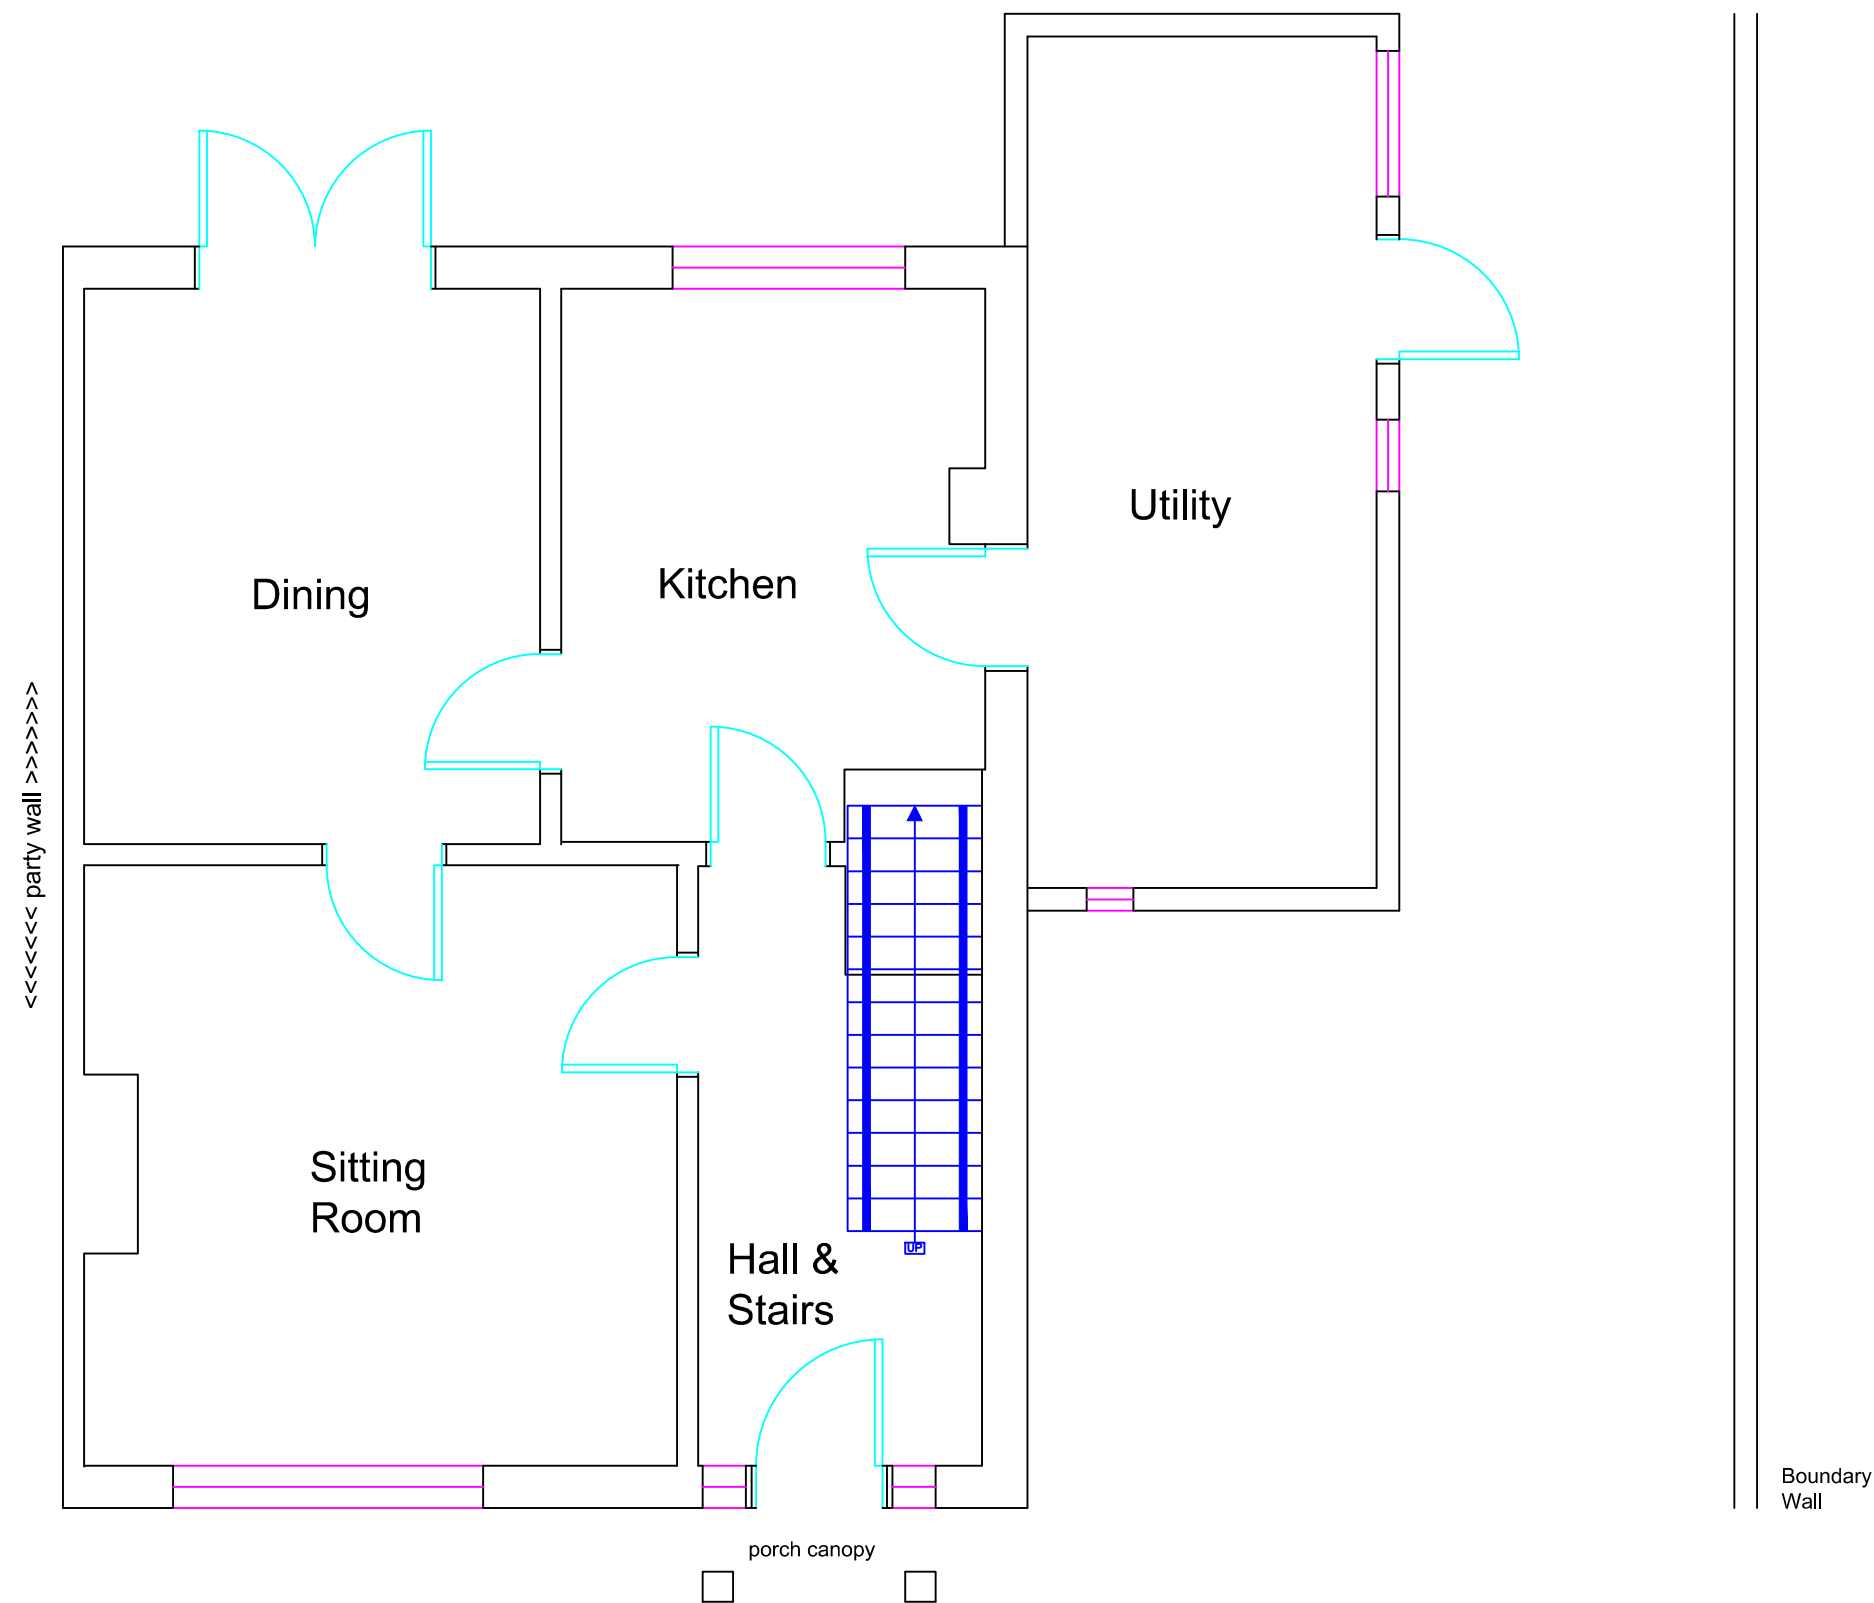 Utility
Kitchen
Dining
<<<<<<< party wall >>>>>>>
Sitting
Room
UP
Hall &
Stairs
Boundary
Wall
porch canopy